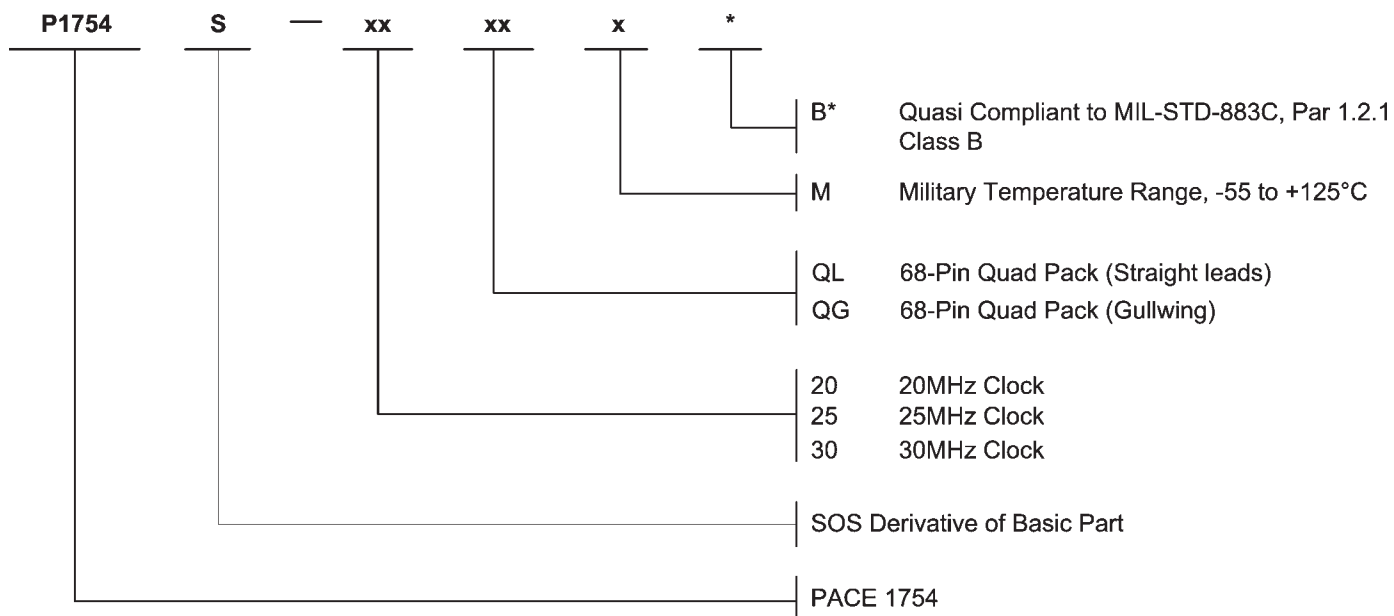 P1754 S — xx xx x *
B* Quasi Compliant to MIL-STD-883C, Par 1.2.1
Class B
M Military Temperature Range, -55 to +125°C
QL 68-Pin Quad Pack (Straight leads)
QG 68-Pin Quad Pack (Gullwing)
20 20MHz Clock
25 25MHz Clock
30 30MHz Clock
SOS Derivative of Basic Part
PACE 1754